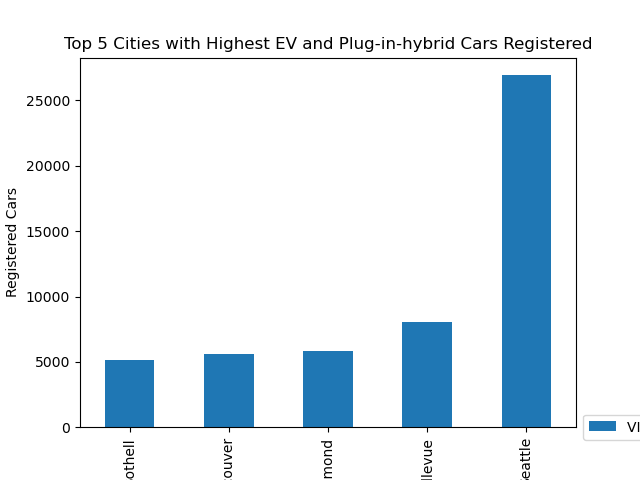 Top 5 Cities with Highest EV and Plug-in-hybrid Cars Registered
Registered Cars
25000
20000
15000
10000
5000
0
othell
couver
mond
llevue
eattle
VI